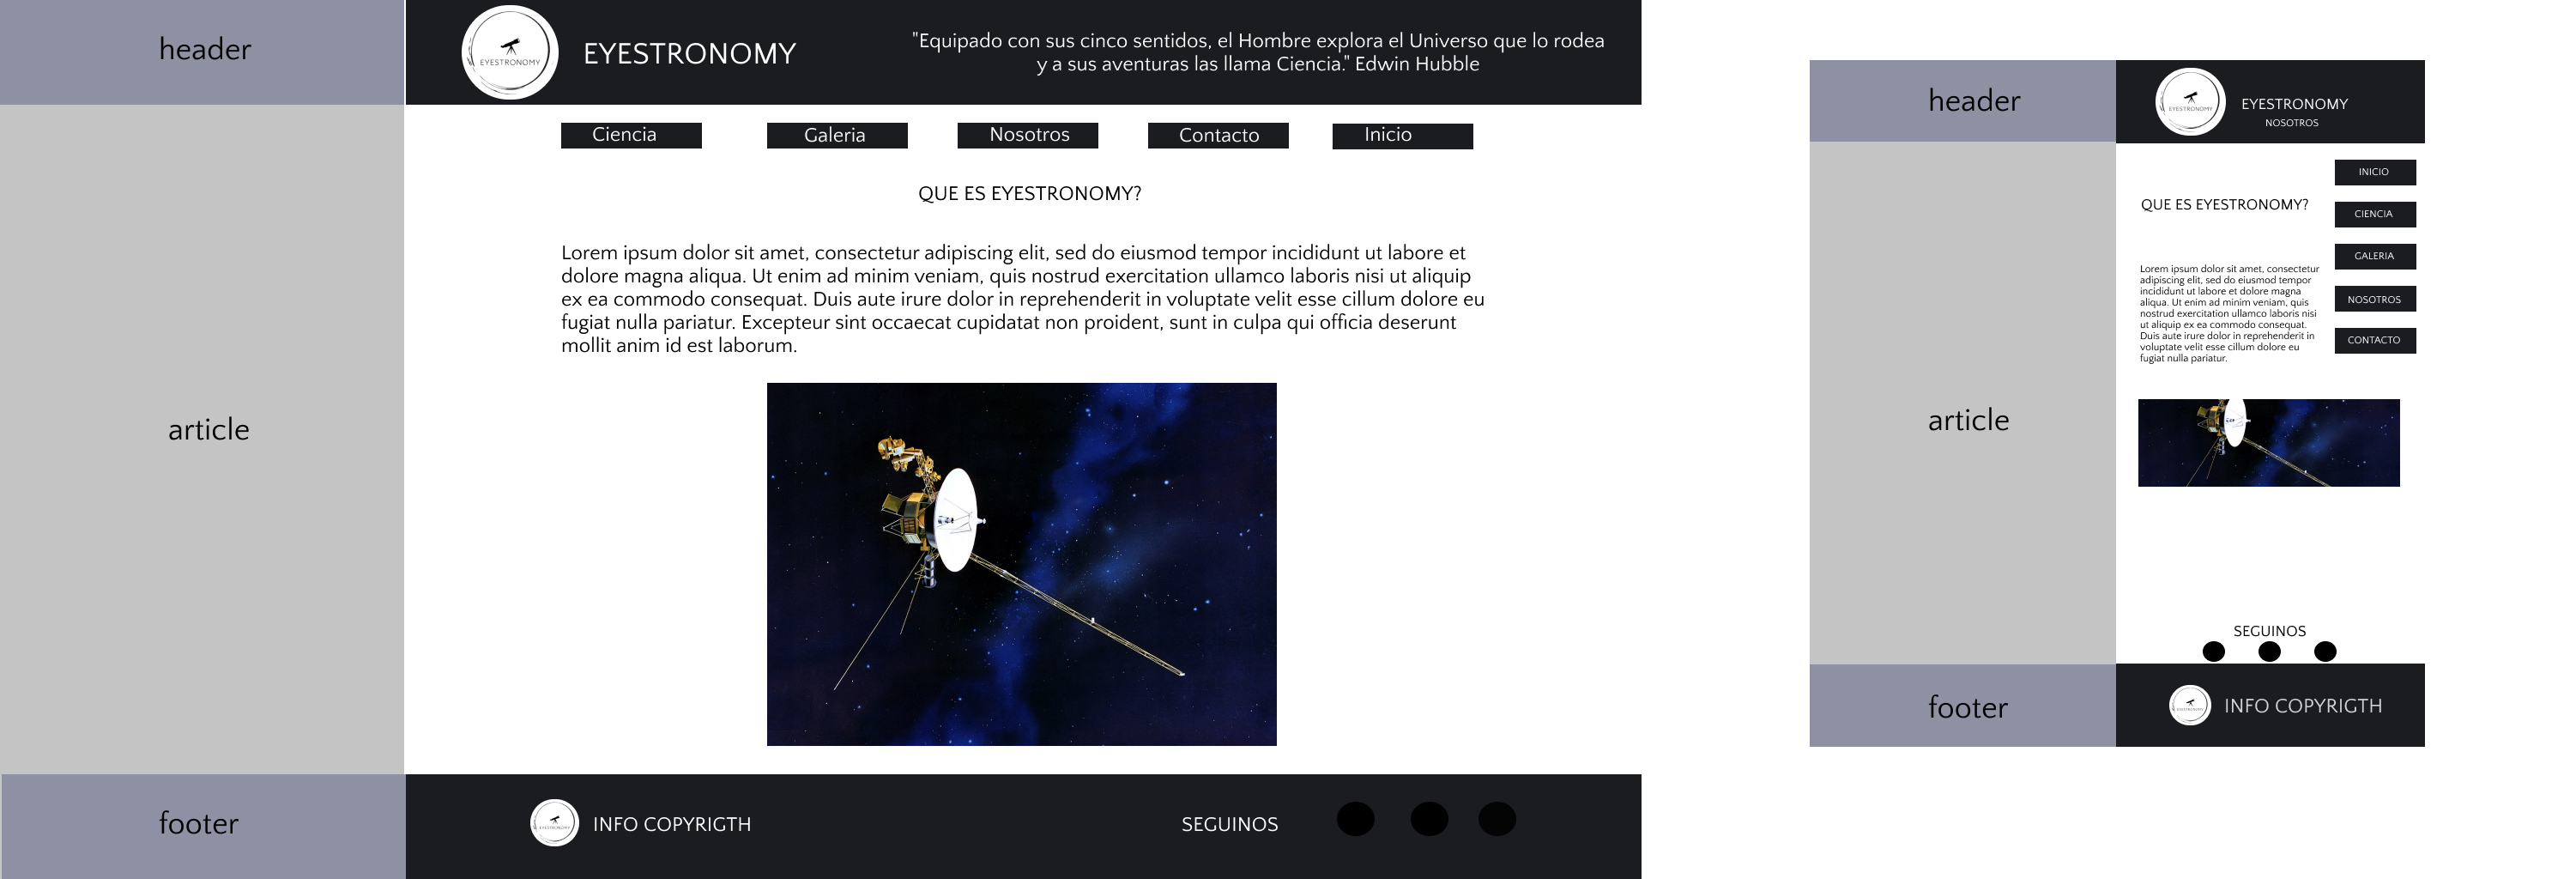 header
EYESTRONOMY
EYESTRONOMY
"Equipado con sus cinco sentidos, el Hombre explora el Universo que lo rodea
y a sus aventuras las llama Ciencia." Edwin Hubble
Ciencia
Galeria
Nosotros
Contacto
Inicio
article
QUE ES EYESTRONOMY?
Lorem ipsum dolor sit amet, consectetur adipiscing elit, sed do eiusmod tempor incididunt ut labore et
dolore magna aliqua. Ut enim ad minim veniam, quis nostrud exercitation ullamco laboris nisi ut aliquip
ex ea commodo consequat. Duis aute irure dolor in reprehenderit in voluptate velit esse cillum dolore eu
fugiat nulla pariatur. Excepteur sint occaecat cupidatat non proident, sunt in culpa qui officia deserunt
mollit anim id est laborum.
footer
EYESTRONOMY
INFO COPYRIGTH
SEGUINOS
header
EYESTRONOMY
EYESTRONOMY
NOSOTROS
article
QUE ES EYESTRONOMY?
Lorem ipsum dolor sit amet, consectetur
adipiscing elit, sed do eiusmod tempor
incididunt ut labore et dolore magna
aliqua. Ut enim ad minim veniam, quis
nostrud exercitation ullamco laboris nisi
ut aliquip ex ea commodo consequat.
Duis aute irure dolor in reprehenderit in
voluptate velit esse cillum dolore eu
fugiat nulla pariatur.
INICIO
CIENCIA
GALERIA
NOSOTROS
CONTACTO
SEGUINOS
footer
EYESTRONOMY
INFO COPYRIGTH